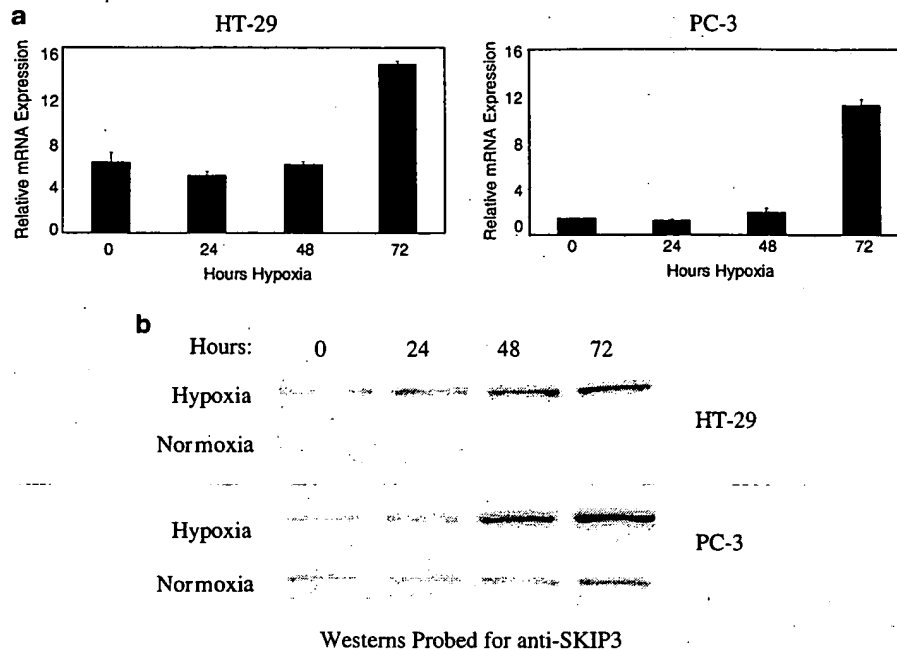 a
HT-29
PC-3
Relative mRNA Expression
16
12
8
4
0
0 24 48 72
Hours Hypoxia
Relative mRNA Expression
16
12
8
4
0
0 24 48 72
Hours Hypoxia
b
Hours: 0 24 48 72
Hypoxia
HT-29
Normoxia
Hypoxia
PC-3
Normoxia
Westerns Probed for anti-SKIP3